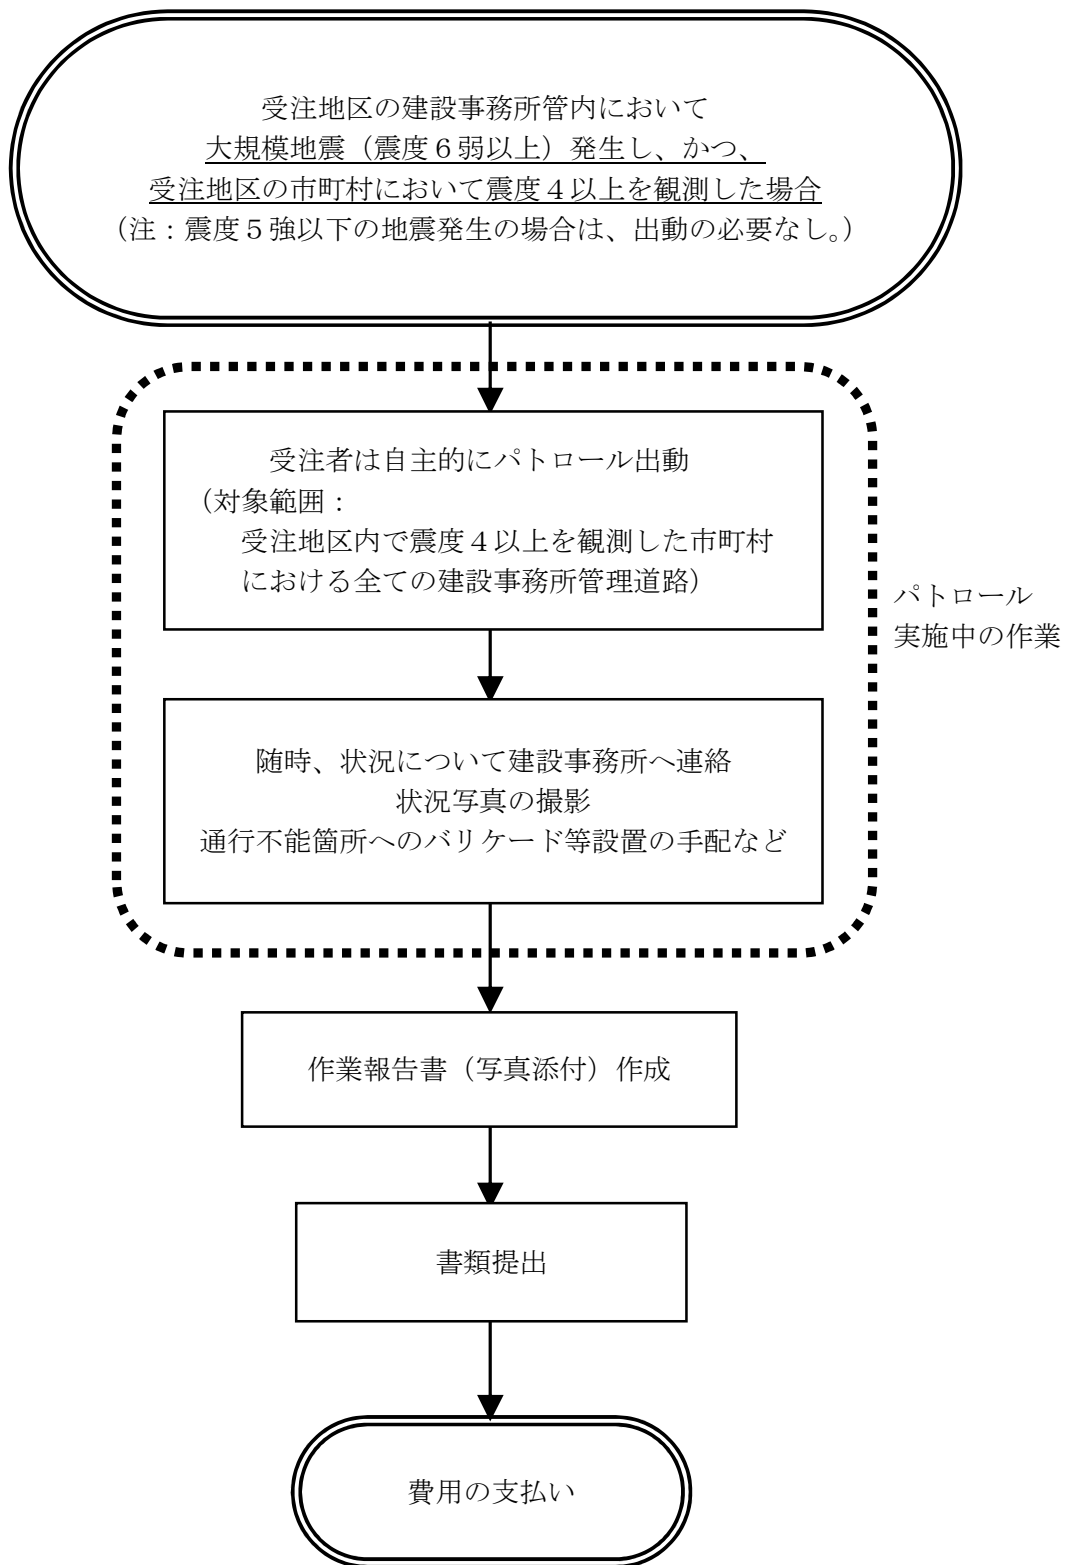 受注地区の建設事務所管内において
大規模地震（震度６弱以上）発生し、かつ、
受注地区の市町村において震度４以上を観測した場合
（注：震度５強以下の地震発生の場合は、出動の必要なし。）
受注者は自主的にパトロール出動
（対象範囲：
受注地区内で震度４以上を観測した市町村
における全ての建設事務所管理道路）
パトロール
実施中の作業
随時、状況について建設事務所へ連絡
状況写真の撮影
通行不能箇所へのバリケード等設置の手配など
作業報告書（写真添付）作成
書類提出
費用の支払い